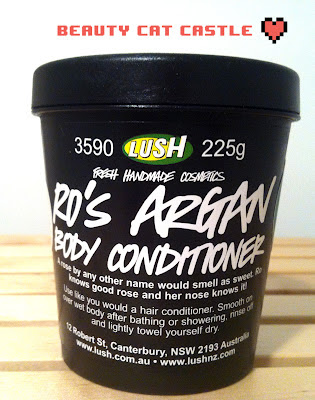 BEAUTY CAT CASTLE
3590 LUSH 225g
FRESH HANDMADE COSMETICS
RO'S ARGAN
BODY CONDITIONER
A rose by any other name would smell as sweet. Ro
knows good rose and her nose knows it!
Use like you would a hair conditioner. Smooth on
over wet body after bathing or showering, rinse off
and lightly towel yourself dry.
12 Robert St, Canterbury, NSW 2193 Australia
www.lush.com.au • www.lushnz.com